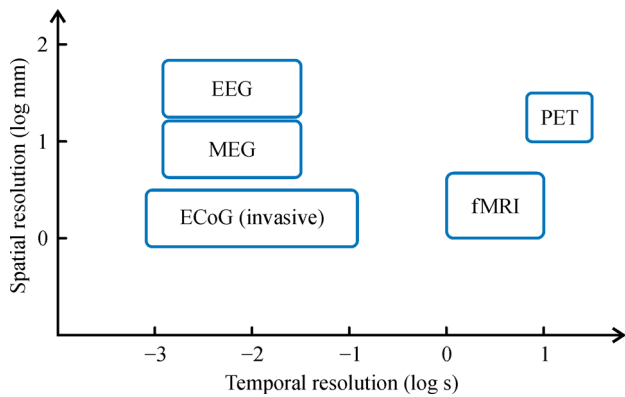 Spatial resolution (log mm)
2
1
0
EEG
MEG
ECoG (invasive)
PET
fMRI
−3
−2
−1
0
1
Temporal resolution (log s)